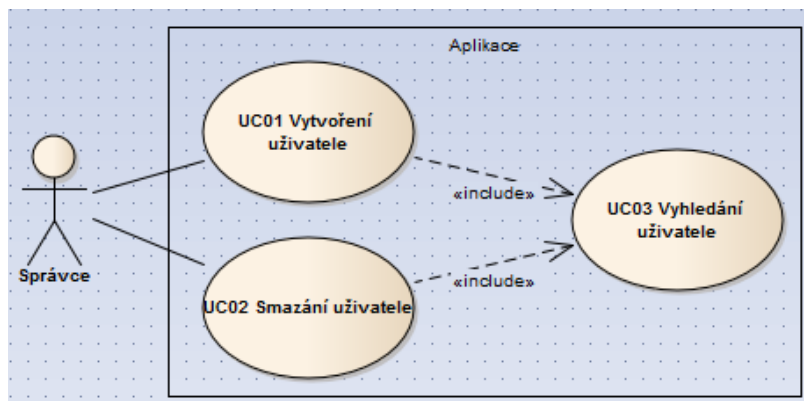 Aplikace
UC01 Vytvoření
uživatele
«include»
UC03 Vyhledání
uživatele
Správce
UC02 Smazání uživatele
«include»